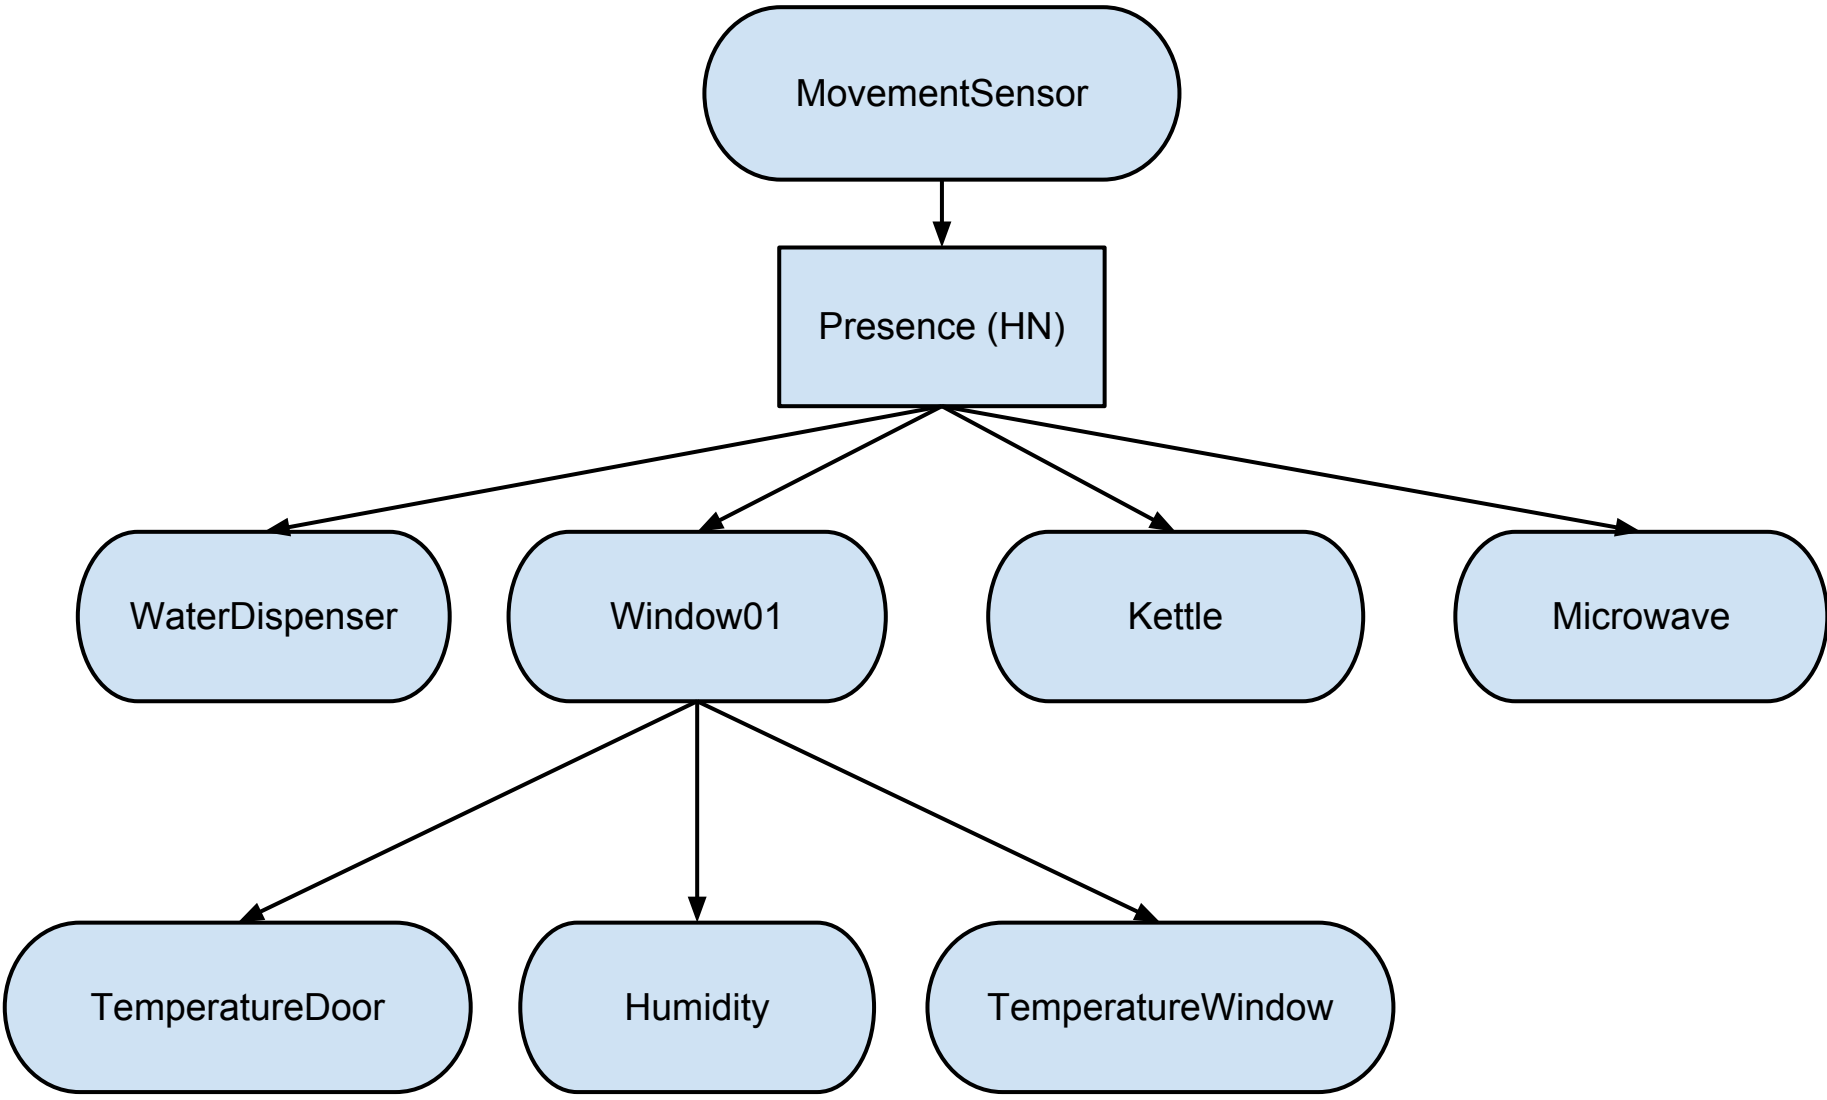 MovementSensor
Presence (HN)
WaterDispenser
Window01
Kettle
Microwave
TemperatureDoor
Humidity
TemperatureWindow